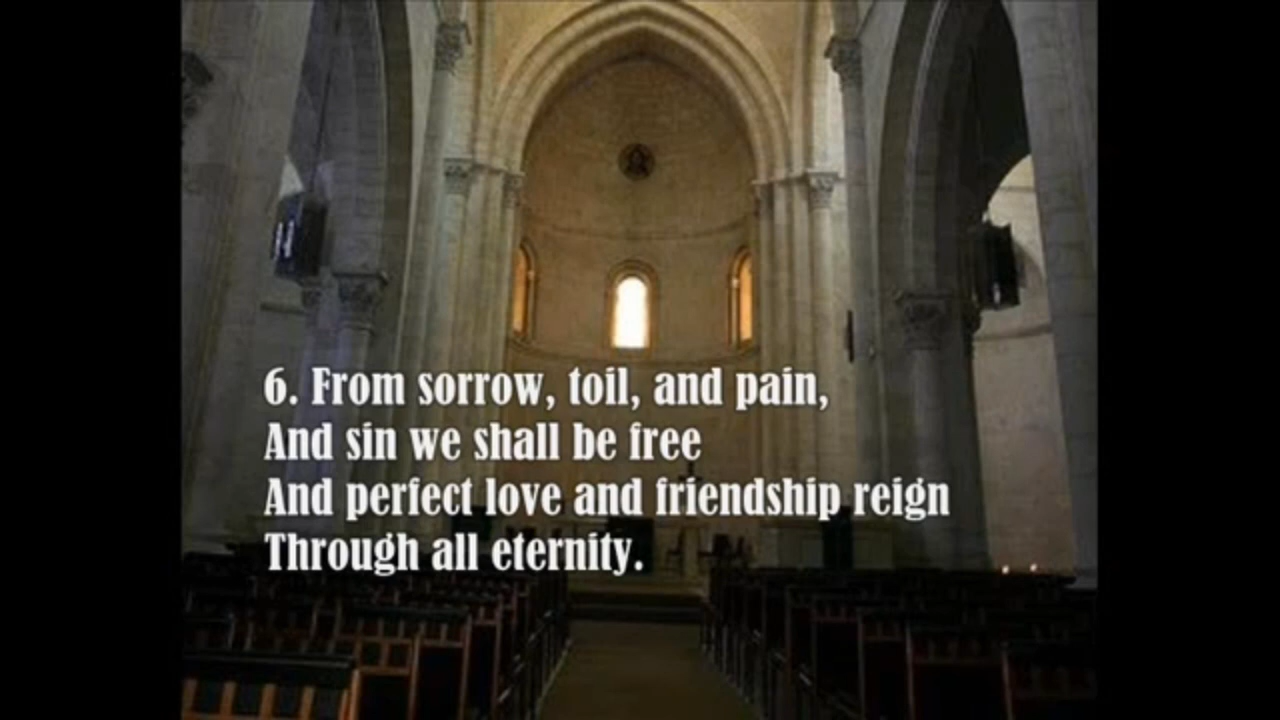 6. From sorrow, toil, and pain,
And sin we shall be free
And perfect love and friendship reign
Through all eternity.